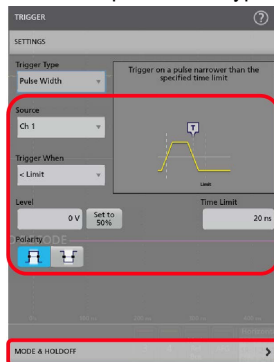 TRIGGER ?
SETTINGS
Trigger Type
Pulse Width
Trigger on a pulse narrower than the
specified time limit
Source
Ch 1
T
Trigger When
< Limit
Limit
Level
Time Limit
0 V
Set to
50%
20 ns
Polarity
MODE & HOLDOFF >